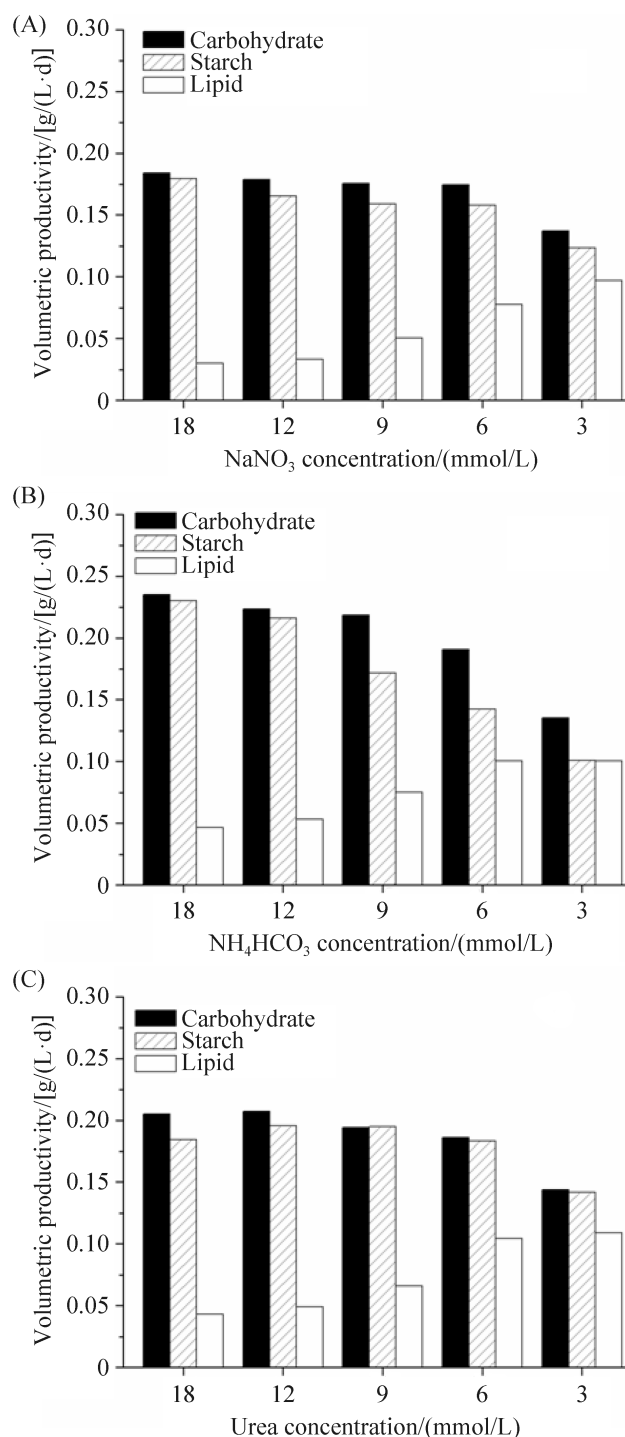 (A)
0.30
0.25
0.20
0.15
0.10
0.05
0
Volumetric productivity/[g/(L·d)]
Carbohydrate
Starch
Lipid
18 12 9 6 3
NaNO₃ concentration/(mmol/L)
(B)
0.30
0.25
0.20
0.15
0.10
0.05
0
Volumetric productivity/[g/(L·d)]
Carbohydrate
Starch
Lipid
18 12 9 6 3
NH₄HCO₃ concentration/(mmol/L)
(C)
0.30
0.25
0.20
0.15
0.10
0.05
0
Volumetric productivity/[g/(L·d)]
Carbohydrate
Starch
Lipid
18 12 9 6 3
Urea concentration/(mmol/L)